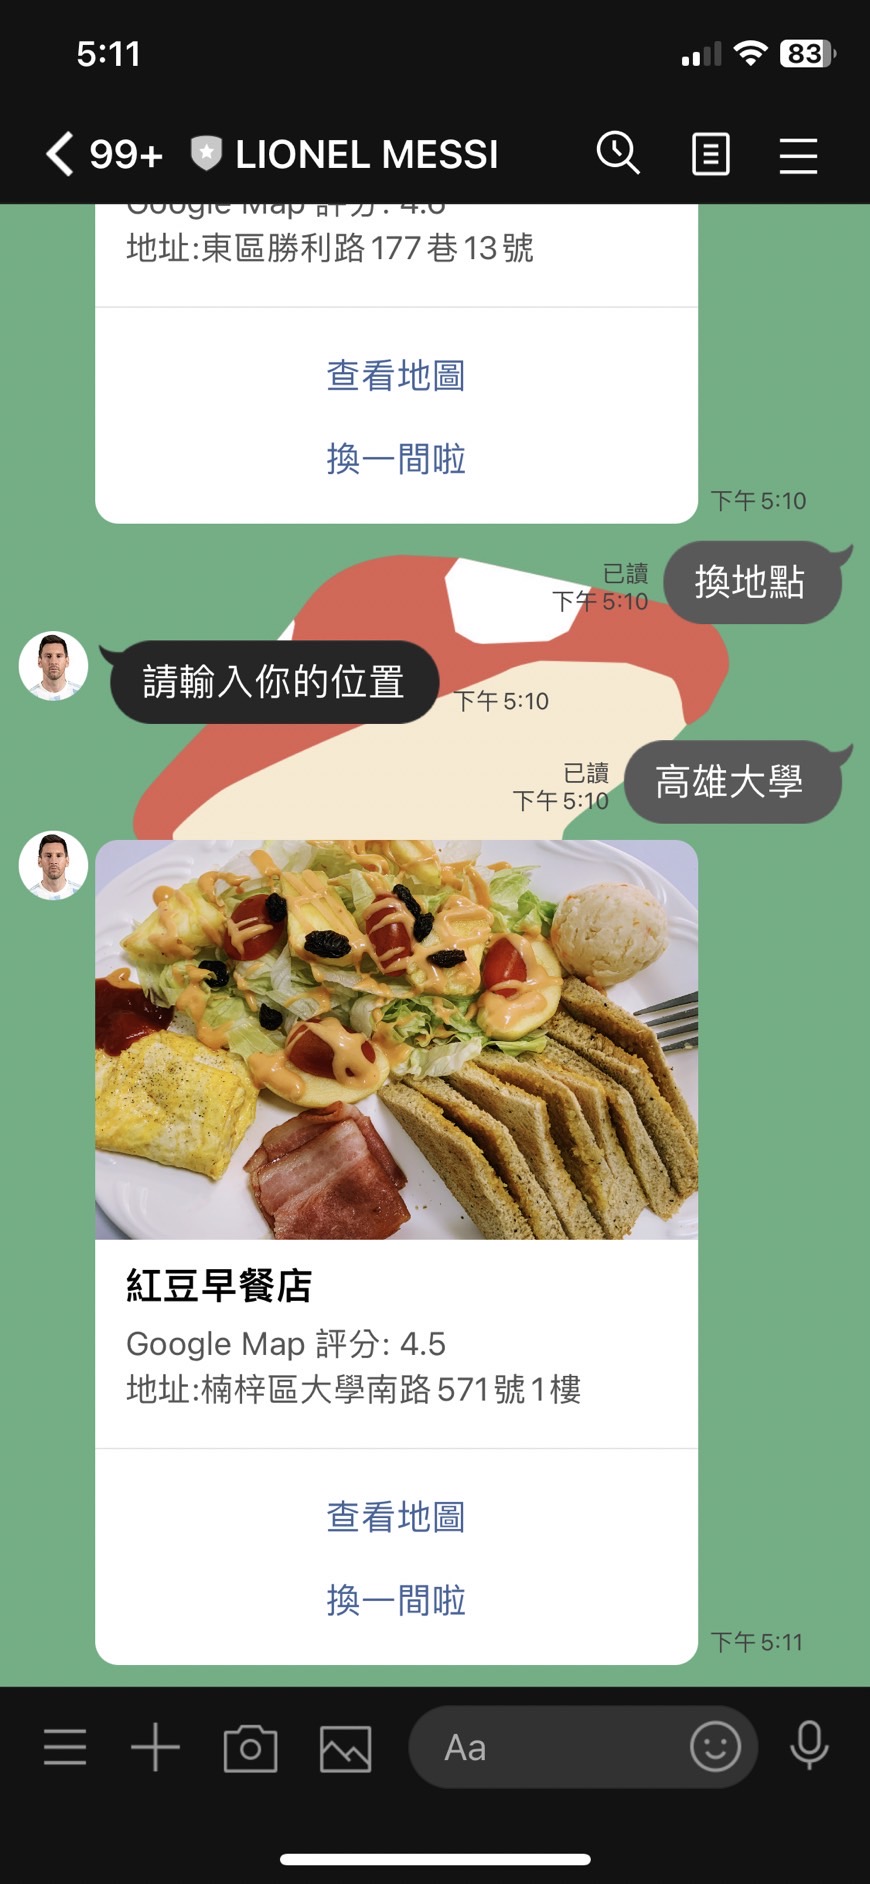 5:11
83
99+
LIONEL MESSI
Google Map 評分: 4.6
地址:東區勝利路177巷13號
查看地圖
換一間啦
下午5:10
已讀
下午5:10
換地點
請輸入你的位置
下午5:10
已讀
下午5:10
高雄大學
紅豆早餐店
Google Map 評分: 4.5
地址:楠梓區大學南路571號1樓
查看地圖
換一間啦
下午5:11
Aa